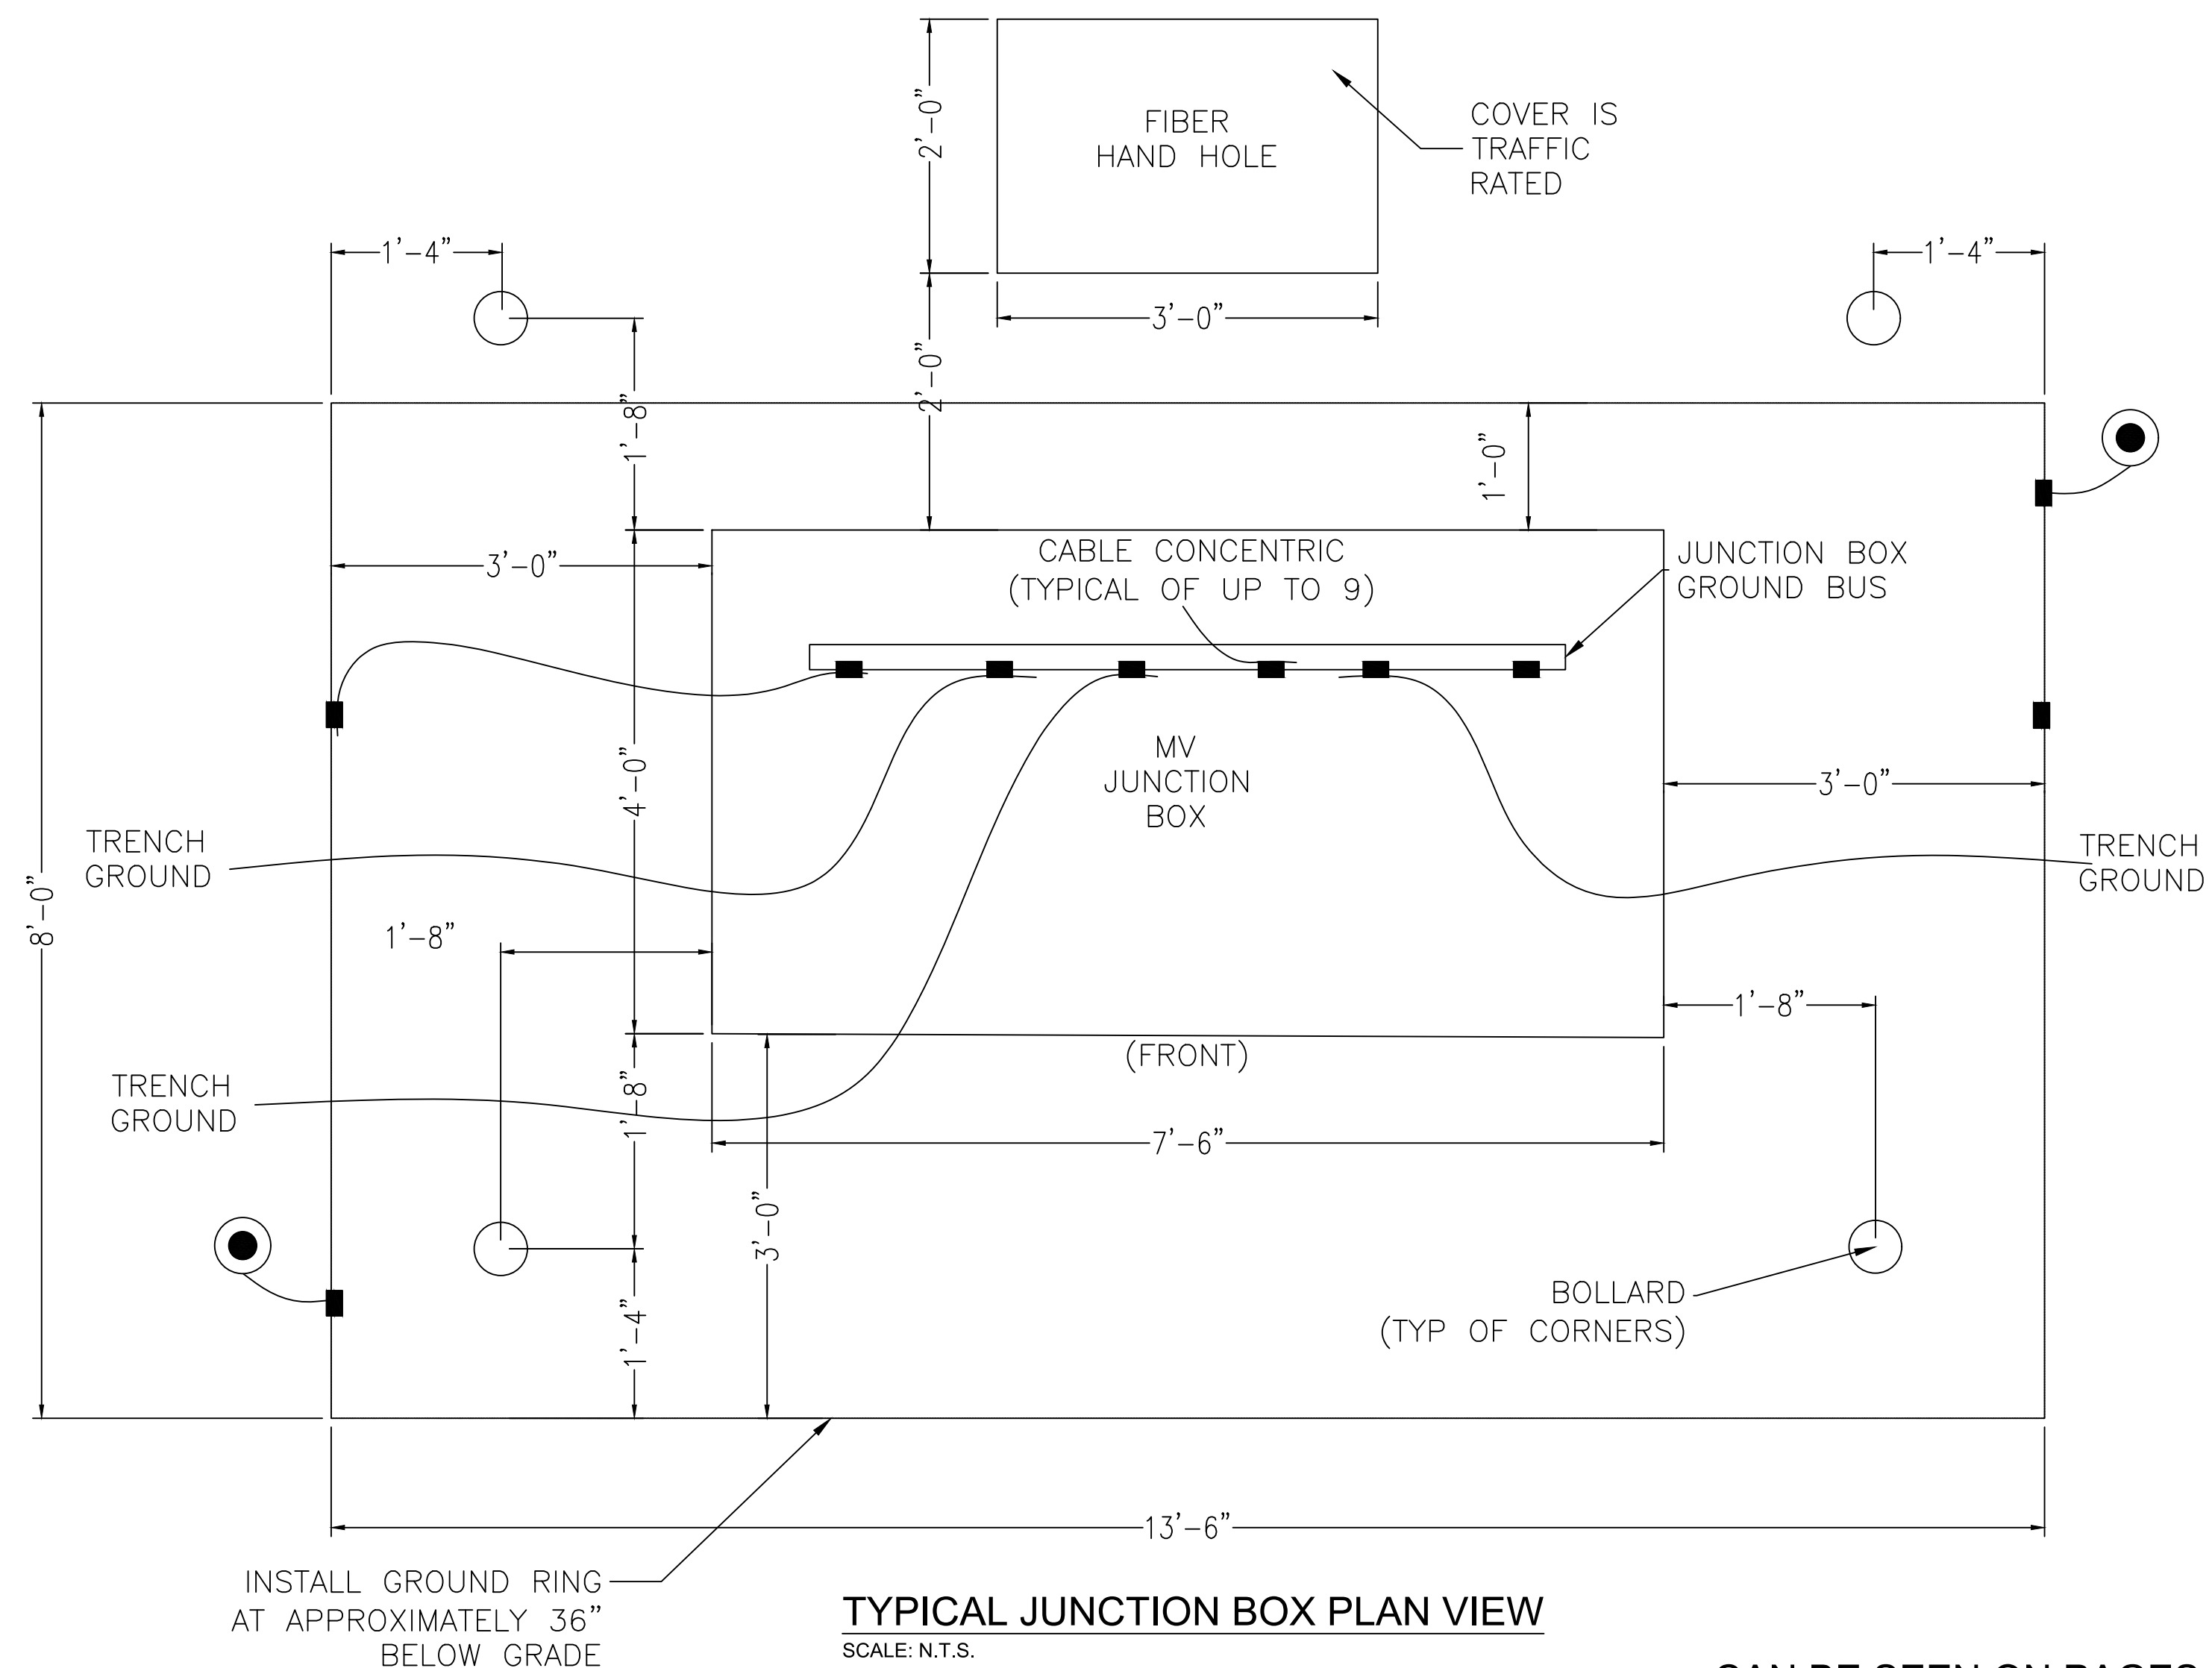 2'-0"
FIBER
HAND HOLE
COVER IS
TRAFFIC
RATED
1'-4"
1'-4"
3'-0"
2'-0"
1'-8"
1'-0"
3'-0"
CABLE CONCENTRIC
(TYPICAL OF UP TO 9)
JUNCTION BOX
GROUND BUS
MV
JUNCTION
BOX
4'-0"
3'-0"
TRENCH
GROUND
TRENCH
GROUND
8'-0"
1'-8"
1'-8"
(FRONT)
TRENCH
GROUND
1'-8"
7'-6"
3'-0"
BOLLARD
(TYP OF CORNERS)
1'-4"
13'-6"
INSTALL GROUND RING
AT APPROXIMATELY 36"
BELOW GRADE
TYPICAL JUNCTION BOX PLAN VIEW
SCALE: N.T.S.